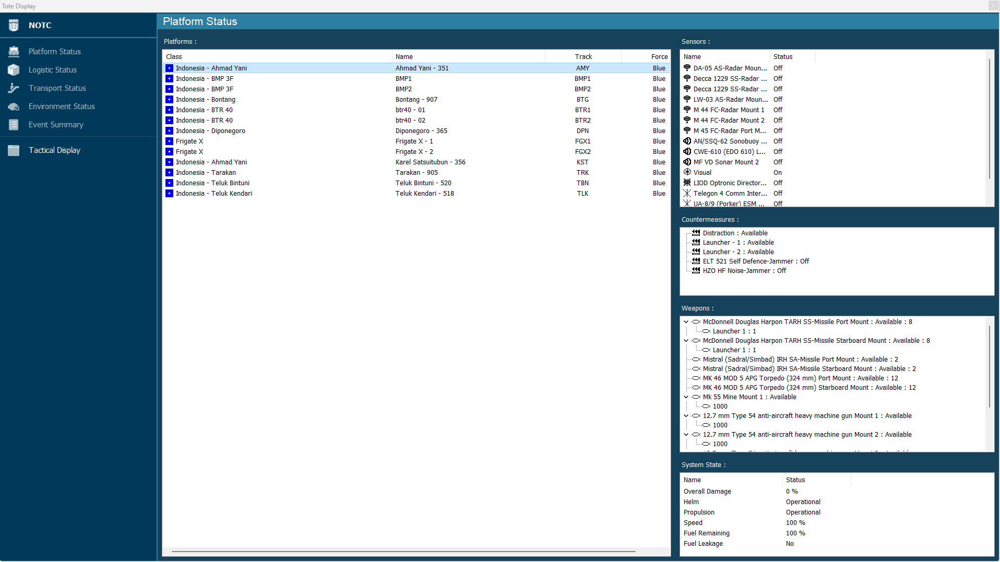 Tote Display
x
NOTC
NOTC
Platform Status
Logistic Status
Transport Status
Environment Status
Event Summary
Tactical Display
Platform Status
Platforms :
Class Name Track Force
Indonesia - Ahmad Yani Ahmad Yani - 351 AMY Blue
Indonesia - BMP 3F BMP1 BMP1 Blue
Indonesia - BMP 3F BMP2 BMP2 Blue
Indonesia - Bontang Bontang - 907 BTG Blue
Indonesia - BTR 40 btr40 - 01 BTR1 Blue
Indonesia - BTR 40 btr40 - 02 BTR2 Blue
Indonesia - Diponegoro Diponegoro - 365 DPN Blue
Frigate X Frigate X - 1 FGX1 Blue
Frigate X Frigate X - 2 FGX2 Blue
Indonesia - Ahmad Yani Karel Satsuitubun - 356 KST Blue
Indonesia - Tarakan Tarakan - 905 TRK Blue
Indonesia - Teluk Bintuni Teluk Bintuni - 520 TBN Blue
Indonesia - Teluk Kendari Teluk Kendari - 518 TLK Blue
Sensors :
Name Status
DA-05 AS-Radar Moun... Off
Decca 1229 SS-Radar ... Off
Decca 1229 SS-Radar ... Off
LW-03 AS-Radar Moun... Off
M 44 FC-Radar Mount 1 Off
M 44 FC-Radar Mount 2 Off
M 45 FC-Radar Port M... Off
AN/SSQ-62 Sonobuoy ... Off
CWE-610 (EDO 610) L... Off
MF VD Sonar Mount 2 Off
Visual On
LIOD Optronic Director... Off
Telegon 4 Comm Inter... Off
UA-8/9 (Porker) ESM ... Off
Countermeasures :
Distraction : Available
Launcher - 1 : Available
Launcher - 2 : Available
ELT 521 Self Defence-Jammer : Off
HZO HF Noise-Jammer : Off
Weapons :
McDonnell Douglas Harpon TARH SS-Missile Port Mount : Available : 8
Launcher 1 : 1
McDonnell Douglas Harpon TARH SS-Missile Starboard Mount : Available : 8
Launcher 1 : 1
Mistral (Sadral/Simbad) IRH SA-Missile Port Mount : Available : 2
Mistral (Sadral/Simbad) IRH SA-Missile Starboard Mount : Available : 2
MK 46 MOD 5 APG Torpedo (324 mm) Port Mount : Available : 12
MK 46 MOD 5 APG Torpedo (324 mm) Starboard Mount : Available : 12
Mk 55 Mine Mount 1 : Available
1000
12.7 mm Type 54 anti-aircraft heavy machine gun Mount 1 : Available
1000
12.7 mm Type 54 anti-aircraft heavy machine gun Mount 2 : Available
1000
System State :
Name Status
Overall Damage 0 %
Helm Operational
Propulsion Operational
Speed 100 %
Fuel Remaining 100 %
Fuel Leakage No